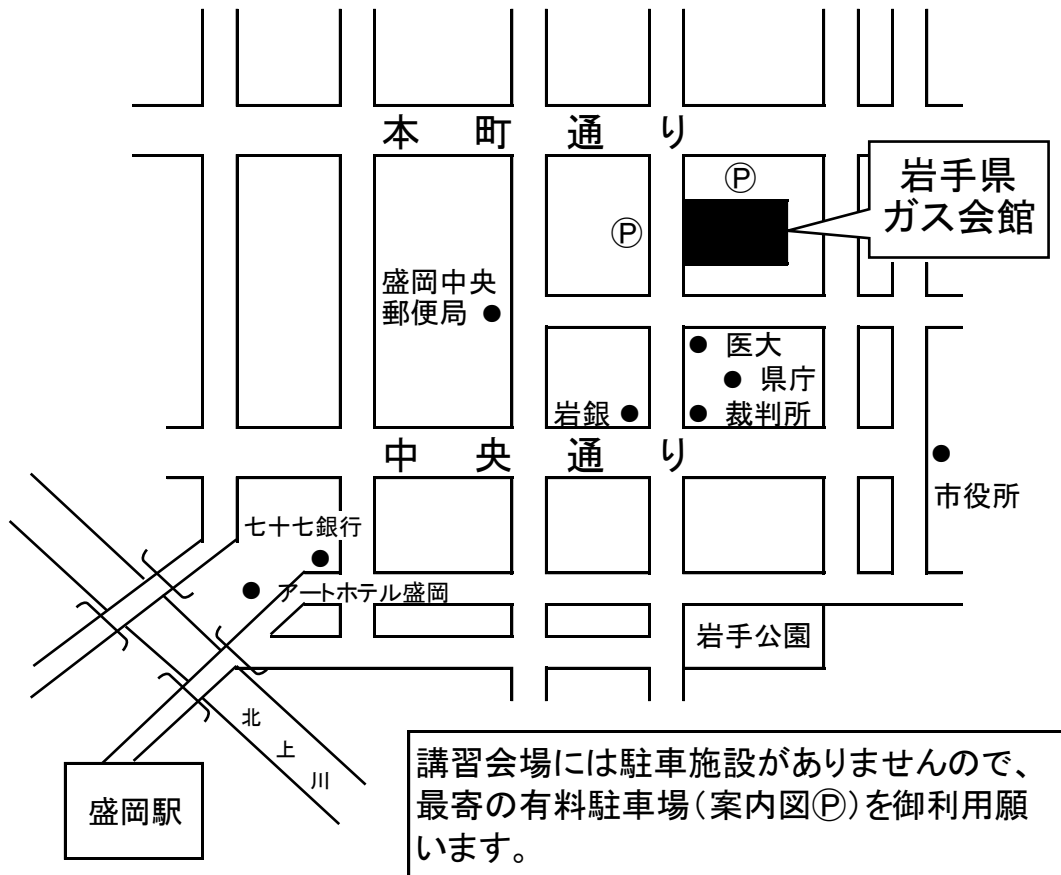 本町通り
岩手県
ガス会館
Ⓟ
Ⓟ
盛岡中央
郵便局
医大
県庁
岩銀
裁判所
中央通り
市役所
七十七銀行
アートホテル盛岡
岩手公園
北上川
盛岡駅
講習会場には駐車施設がありませんので、
最寄の有料駐車場（案内図Ⓟ）を御利用願
います。